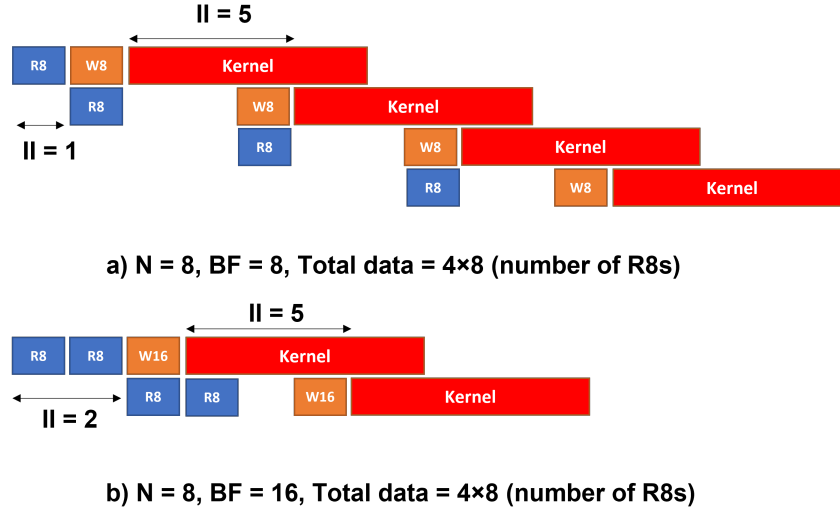 II = 5
R8 W8 Kernel
R8 W8 Kernel
II = 1
R8 W8 Kernel
R8 W8 Kernel
a) N = 8, BF = 8, Total data = 4×8 (number of R8s)
II = 5
R8 R8 W16 Kernel
R8 R8 W16 Kernel
II = 2
b) N = 8, BF = 16, Total data = 4×8 (number of R8s)